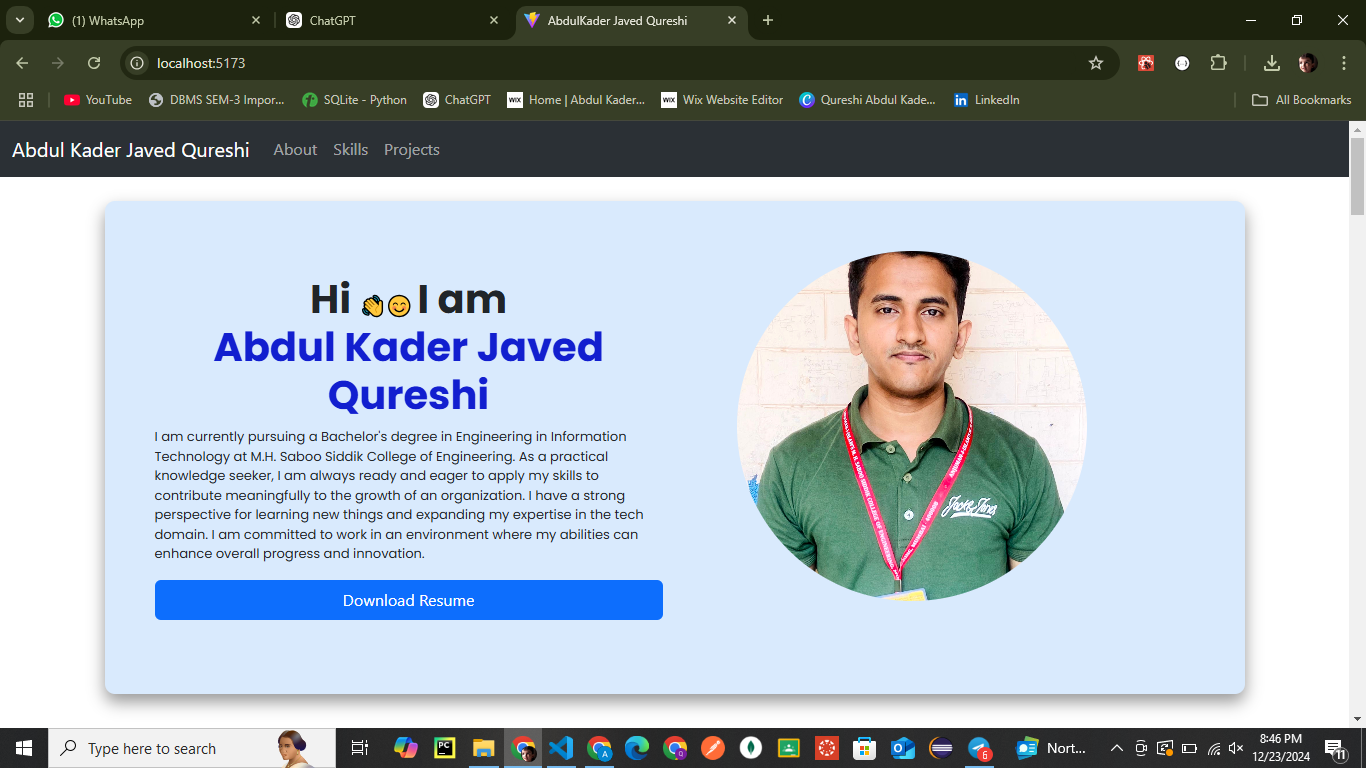 (1) WhatsApp
ChatGPT
AbdulKader Javed Qureshi
localhost:5173
YouTube
DBMS SEM-3 Impor...
SQLite - Python
ChatGPT
WIX
Home | Abdul Kader...
WIX
Wix Website Editor
Qureshi Abdul Kade...
in
LinkedIn
All Bookmarks
Abdul Kader Javed Qureshi
About
Skills
Projects
Hi 👋😊 I am
Abdul Kader Javed
Qureshi
I am currently pursuing a Bachelor's degree in Engineering in Information
Technology at M.H. Saboo Siddik College of Engineering. As a practical
knowledge seeker, I am always ready and eager to apply my skills to
contribute meaningfully to the growth of an organization. I have a strong
perspective for learning new things and expanding my expertise in the tech
domain. I am committed to work in an environment where my abilities can
enhance overall progress and innovation.
Download Resume
Type here to search
PC
A
6
Nort...
8:46 PM
12/23/2024
11